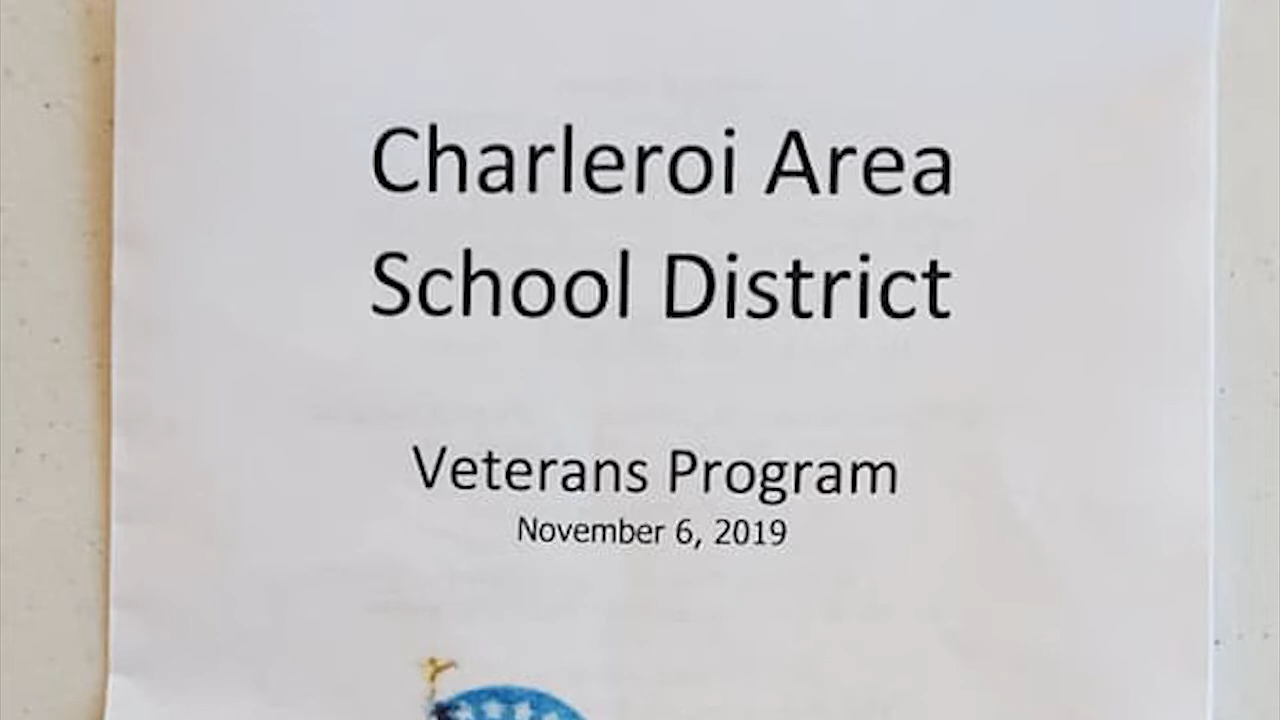 Charleroi Area
School District
Veterans Program
November 6, 2019